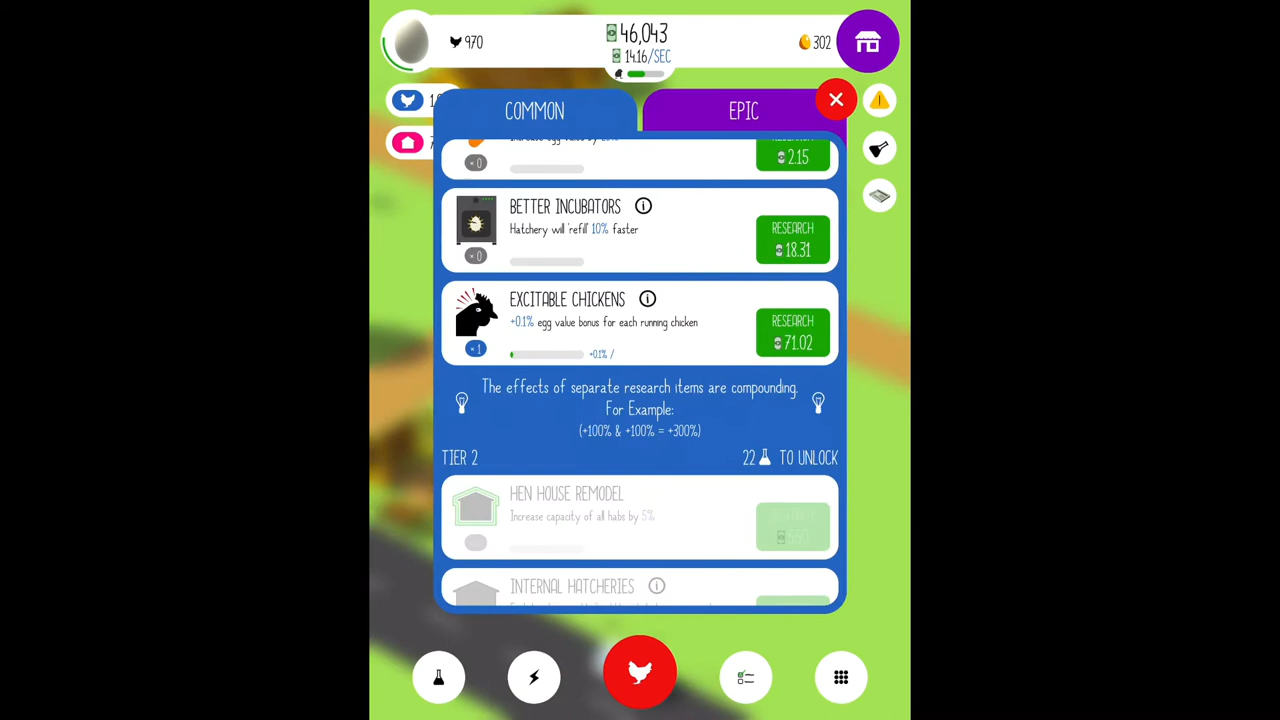 970
46,043
14.16/SEC
302
COMMON
EPIC
× 0
2.15
BETTER INCUBATORS
Hatchery will 'refill' 10% faster
× 0
RESEARCH
18.31
EXCITABLE CHICKENS
+0.1% egg value bonus for each running chicken
× 1
+0.1% /
RESEARCH
71.02
The effects of separate research items are compounding.
For Example:
(+100% & +100% = +300%)
TIER 2
22 TO UNLOCK
HEN HOUSE REMODEL
Increase capacity of all habs by 5%
INTERNAL HATCHERIES